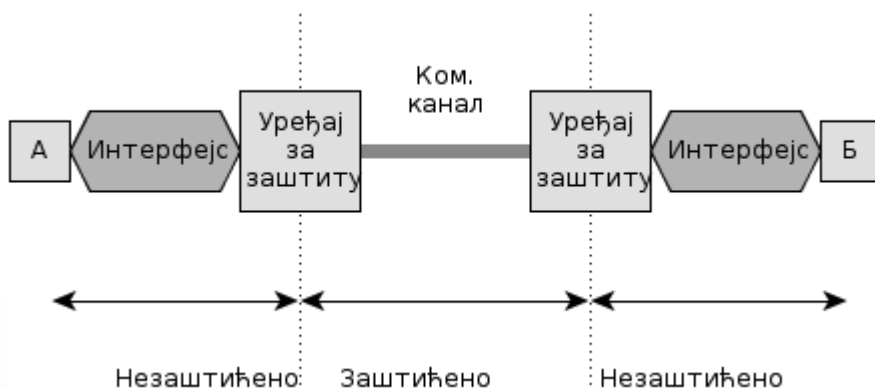 Ком.
канал
А
Интерфејс
Уређај
за
заштиту
Уређај
за
заштиту
Интерфејс
Б
Незаштићено
Заштићено
Незаштићено